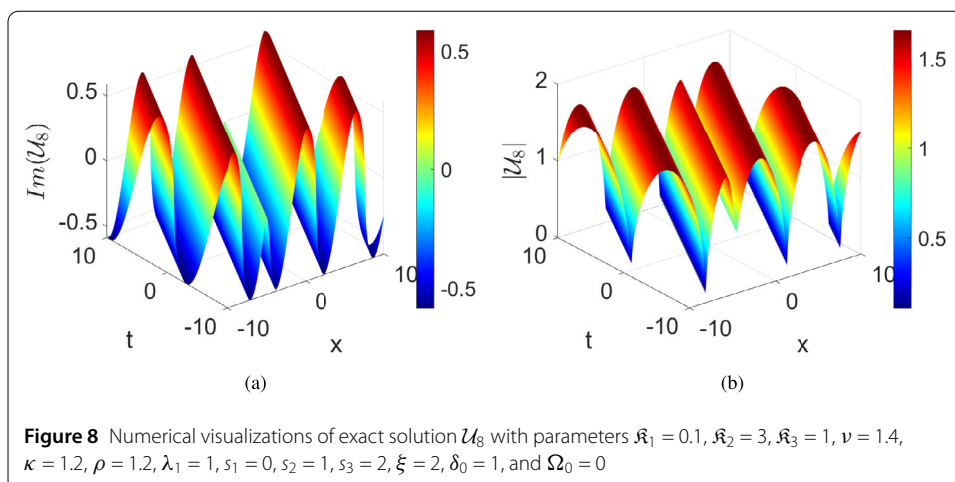 Im(𝒰₈)
0.5
0
-0.5
10
0
-10
t
-10
0
10
x
0.5
0
-0.5
(a)
|𝒰₈|
2
1
0
10
0
-10
t
-10
0
10
x
1.5
1
0.5
(b)
Figure 8 Numerical visualizations of exact solution 𝒰₈ with parameters 𝕶₁ = 0.1, 𝕶₂ = 3, 𝕶₃ = 1, ν = 1.4,
κ = 1.2, ρ = 1.2, λ₁ = 1, s₁ = 0, s₂ = 1, s₃ = 2, ξ = 2, δ₀ = 1, and Ω₀ = 0